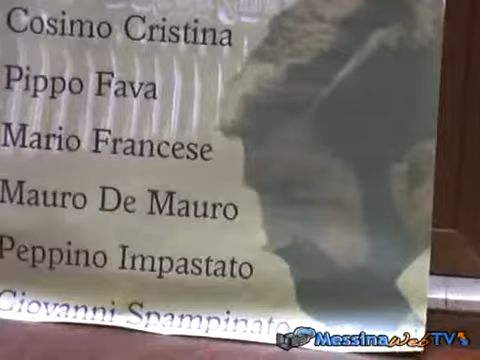 Cosimo Cristina
Pippo Fava
Mario Francese
Mauro De Mauro
Peppino Impastato
Giovanni Spampinato
MessinaWebTV